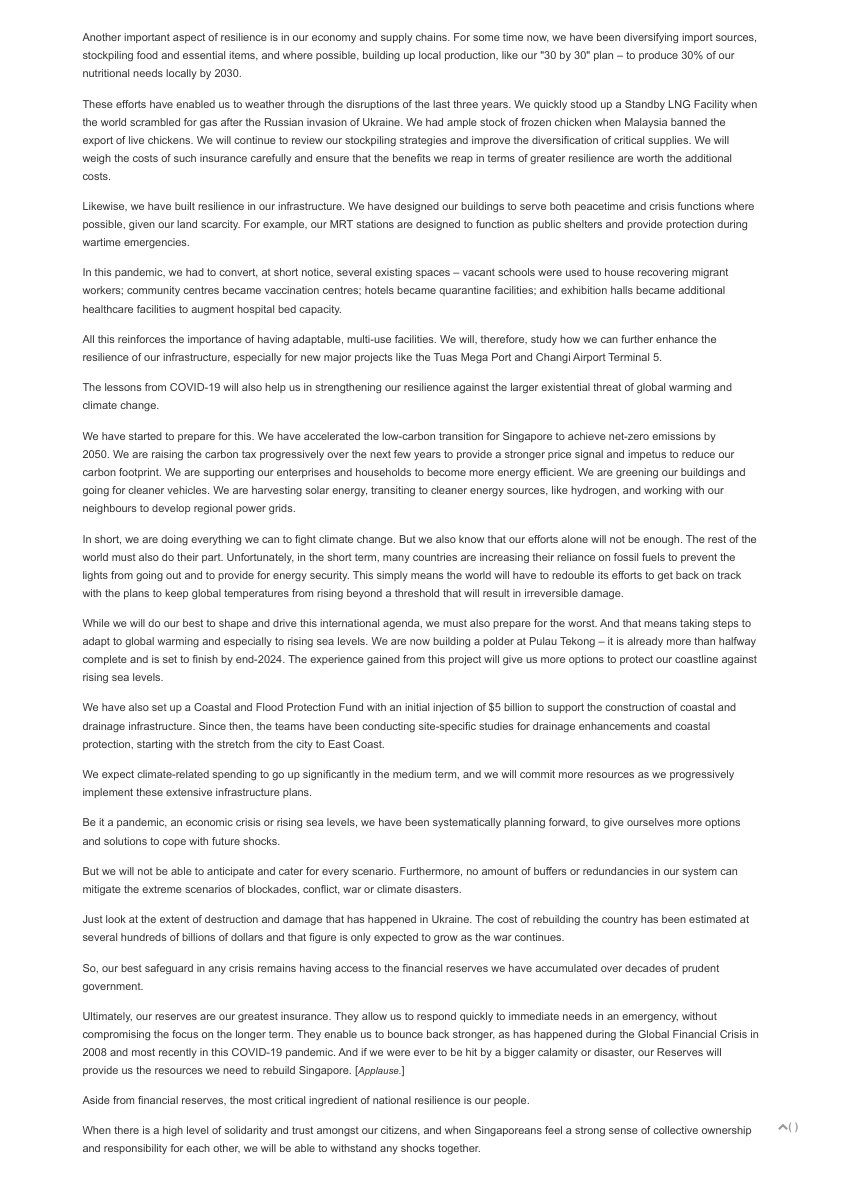 Another important aspect of resilience is in our economy and supply chains. For some time now, we have been diversifying import sources,
stockpiling food and essential items, and where possible, building up local production, like our "30 by 30" plan – to produce 30% of our
nutritional needs locally by 2030.
These efforts have enabled us to weather through the disruptions of the last three years. We quickly stood up a Standby LNG Facility when
the world scrambled for gas after the Russian invasion of Ukraine. We had ample stock of frozen chicken when Malaysia banned the
export of live chickens. We will continue to review our stockpiling strategies and improve the diversification of critical supplies. We will
weigh the costs of such insurance carefully and ensure that the benefits we reap in terms of greater resilience are worth the additional
costs.
Likewise, we have built resilience in our infrastructure. We have designed our buildings to serve both peacetime and crisis functions where
possible, given our land scarcity. For example, our MRT stations are designed to function as public shelters and provide protection during
wartime emergencies.
In this pandemic, we had to convert, at short notice, several existing spaces – vacant schools were used to house recovering migrant
workers; community centres became vaccination centres; hotels became quarantine facilities; and exhibition halls became additional
healthcare facilities to augment hospital bed capacity.
All this reinforces the importance of having adaptable, multi-use facilities. We will, therefore, study how we can further enhance the
resilience of our infrastructure, especially for new major projects like the Tuas Mega Port and Changi Airport Terminal 5.
The lessons from COVID-19 will also help us in strengthening our resilience against the larger existential threat of global warming and
climate change.
We have started to prepare for this. We have accelerated the low-carbon transition for Singapore to achieve net-zero emissions by
2050. We are raising the carbon tax progressively over the next few years to provide a stronger price signal and impetus to reduce our
carbon footprint. We are supporting our enterprises and households to become more energy efficient. We are greening our buildings and
going for cleaner vehicles. We are harvesting solar energy, transiting to cleaner energy sources, like hydrogen, and working with our
neighbours to develop regional power grids.
In short, we are doing everything we can to fight climate change. But we also know that our efforts alone will not be enough. The rest of the
world must also do their part. Unfortunately, in the short term, many countries are increasing their reliance on fossil fuels to prevent the
lights from going out and to provide for energy security. This simply means the world will have to redouble its efforts to get back on track
with the plans to keep global temperatures from rising beyond a threshold that will result in irreversible damage.
While we will do our best to shape and drive this international agenda, we must also prepare for the worst. And that means taking steps to
adapt to global warming and especially to rising sea levels. We are now building a polder at Pulau Tekong – it is already more than halfway
complete and is set to finish by end-2024. The experience gained from this project will give us more options to protect our coastline against
rising sea levels.
We have also set up a Coastal and Flood Protection Fund with an initial injection of $5 billion to support the construction of coastal and
drainage infrastructure. Since then, the teams have been conducting site-specific studies for drainage enhancements and coastal
protection, starting with the stretch from the city to East Coast.
We expect climate-related spending to go up significantly in the medium term, and we will commit more resources as we progressively
implement these extensive infrastructure plans.
Be it a pandemic, an economic crisis or rising sea levels, we have been systematically planning forward, to give ourselves more options
and solutions to cope with future shocks.
But we will not be able to anticipate and cater for every scenario. Furthermore, no amount of buffers or redundancies in our system can
mitigate the extreme scenarios of blockades, conflict, war or climate disasters.
Just look at the extent of destruction and damage that has happened in Ukraine. The cost of rebuilding the country has been estimated at
several hundreds of billions of dollars and that figure is only expected to grow as the war continues.
So, our best safeguard in any crisis remains having access to the financial reserves we have accumulated over decades of prudent
government.
Ultimately, our reserves are our greatest insurance. They allow us to respond quickly to immediate needs in an emergency, without
compromising the focus on the longer term. They enable us to bounce back stronger, as has happened during the Global Financial Crisis in
2008 and most recently in this COVID-19 pandemic. And if we were ever to be hit by a bigger calamity or disaster, our Reserves will
provide us the resources we need to rebuild Singapore. [Applause.]
Aside from financial reserves, the most critical ingredient of national resilience is our people.
When there is a high level of solidarity and trust amongst our citizens, and when Singaporeans feel a strong sense of collective ownership
and responsibility for each other, we will be able to withstand any shocks together.
( )